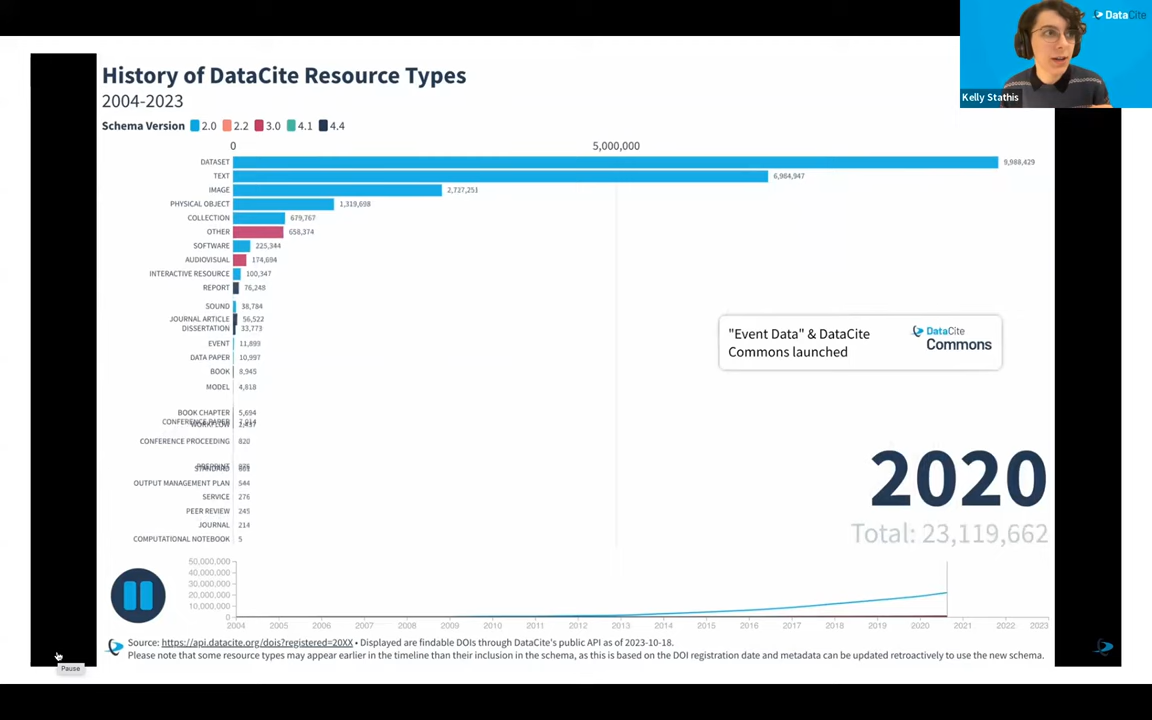 DataCite
Kelly Stathis
History of DataCite Resource Types
2004-2023
Schema Version 2.0 2.2 3.0 4.1 4.4
0 5,000,000
DATASET 9,988,429
TEXT 6,964,947
IMAGE 2,727,251
PHYSICAL OBJECT 1,319,698
COLLECTION 679,767
OTHER 658,374
SOFTWARE 225,344
AUDIOVISUAL 174,694
INTERACTIVE RESOURCE 100,347
REPORT 76,248
SOUND 38,784
JOURNAL ARTICLE 56,522
DISSERTATION 33,773
EVENT 11,893
DATA PAPER 10,997
BOOK 8,945
MODEL 4,818
BOOK CHAPTER 5,694
CONFERENCE PAPER
WORKFLOW
CONFERENCE PROCEEDING 820
STANDARD
OUTPUT MANAGEMENT PLAN 544
SERVICE 276
PEER REVIEW 245
JOURNAL 214
COMPUTATIONAL NOTEBOOK 5
"Event Data" & DataCite
Commons launched
DataCite
Commons
2020
Total: 23,119,662
50,000,000
40,000,000
30,000,000
20,000,000
10,000,000
0
2004 2005 2006 2007 2008 2009 2010 2011 2012 2013 2014 2015 2016 2017 2018 2019 2020 2021 2022 2023
Source: https://api.datacite.org/dois?registered=20XX • Displayed are findable DOIs through DataCite's public API as of 2023-10-18.
Please note that some resource types may appear earlier in the timeline than their inclusion in the schema, as this is based on the DOI registration date and metadata can be updated retroactively to use the new schema.
Pause